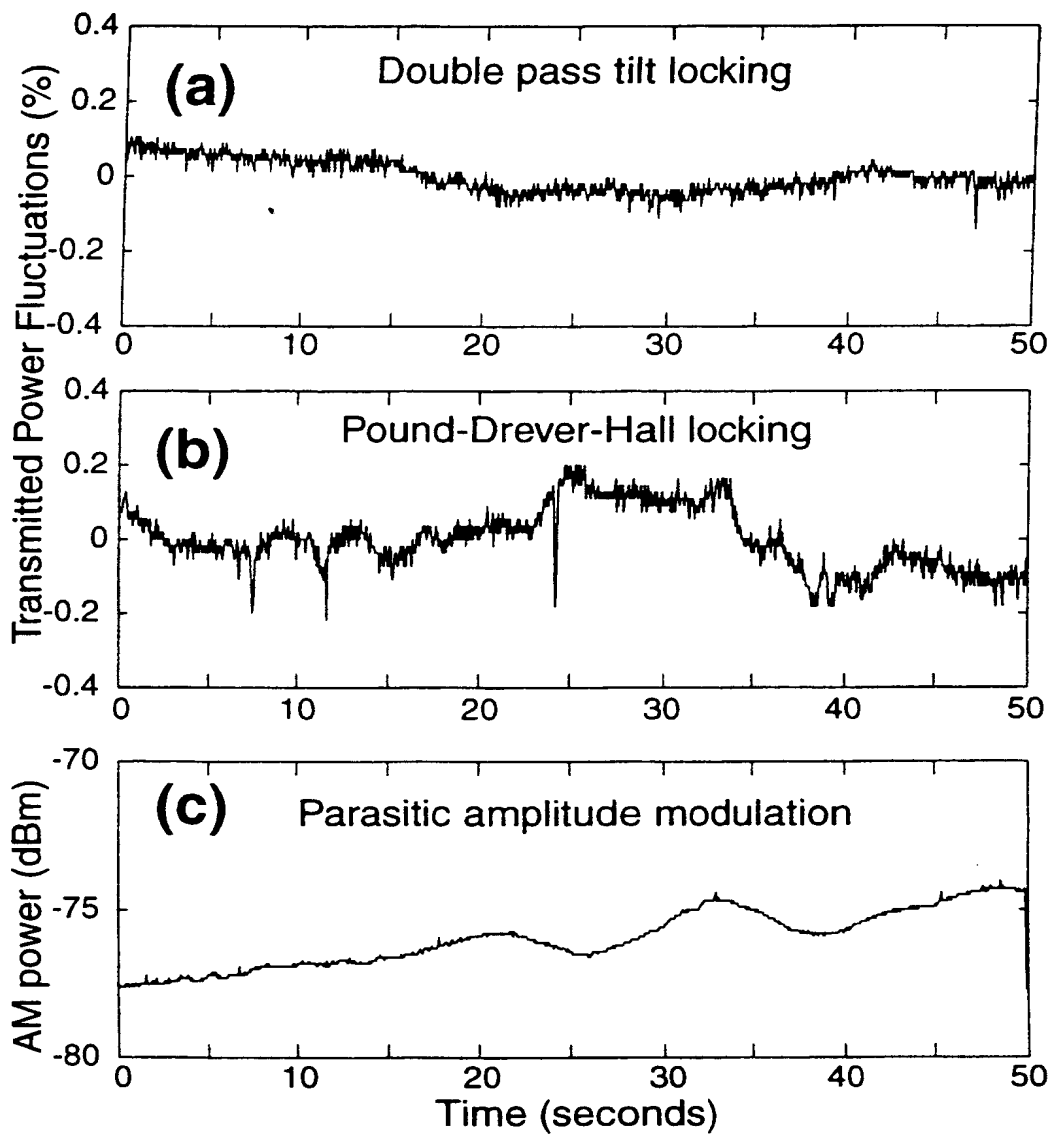 Transmitted Power Fluctuations (%)
0.4
0.2
0
-0.2
-0.4
(a)
Double pass tilt locking
0 10 20 30 40 50
0.4
0.2
0
-0.2
-0.4
(b)
Pound-Drever-Hall locking
0 10 20 30 40 50
AM power (dBm)
-70
-75
-80
(c)
Parasitic amplitude modulation
0 10 20 30 40 50
Time (seconds)